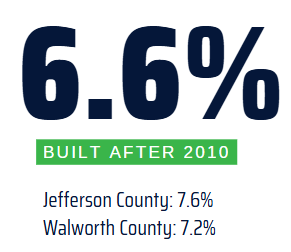 6.6%
BUILT AFTER 2010
Jefferson County: 7.6%
Walworth County: 7.2%